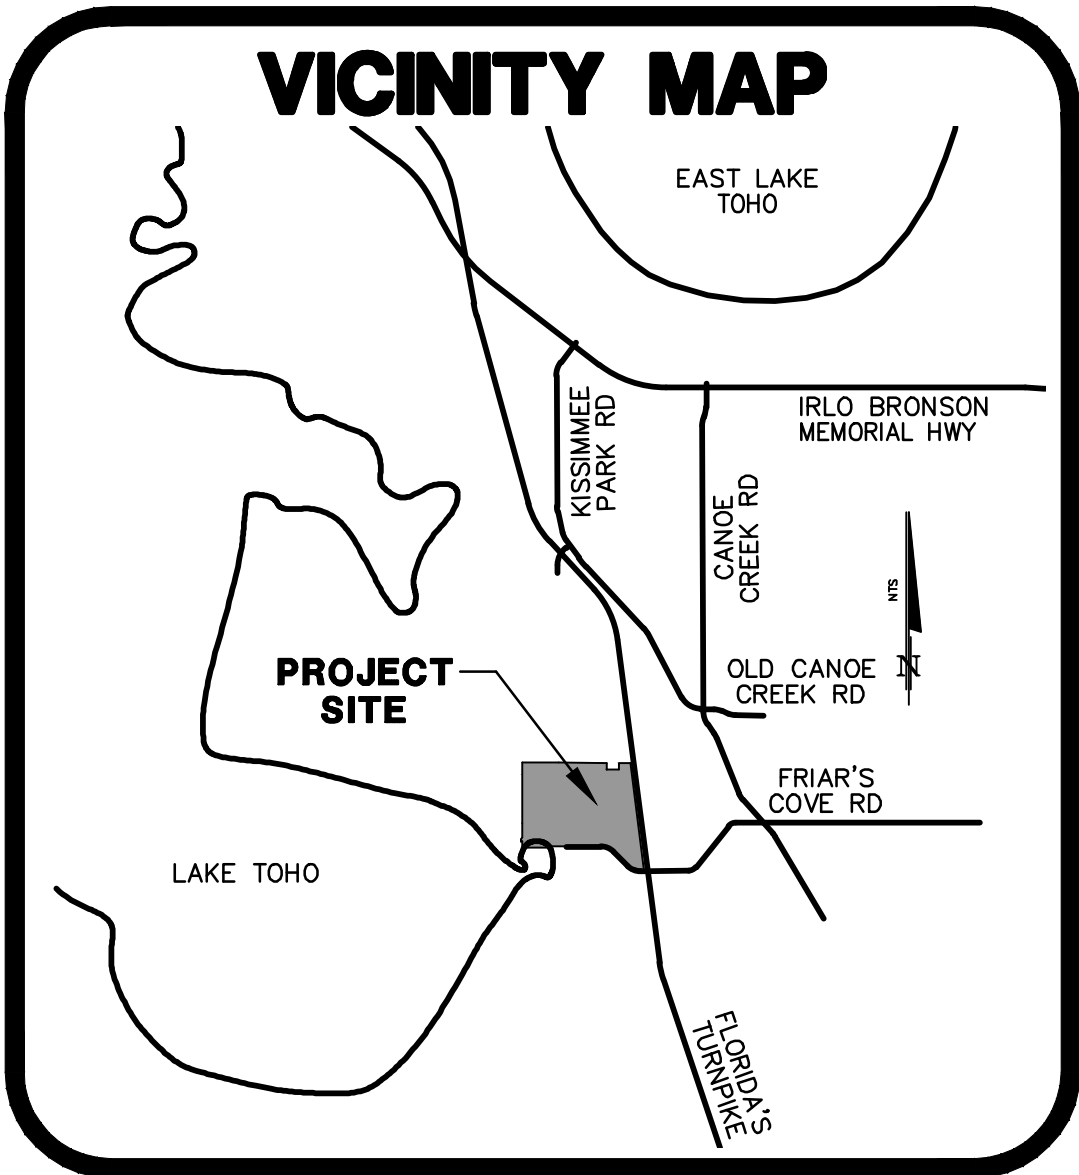 VICINITY MAP
EAST LAKE
TOHO
IRLO BRONSON
MEMORIAL HWY
KISSIMMEE
PARK RD
CANOE
CREEK RD
NTS
N
OLD CANOE
CREEK RD
PROJECT
SITE
FRIAR'S
COVE RD
LAKE TOHO
FLORIDA'S
TURNPIKE